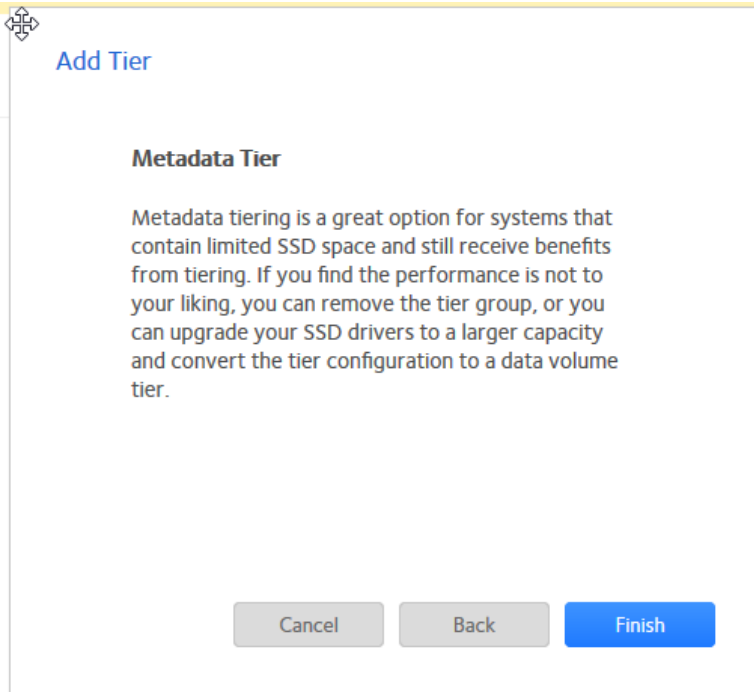 Add Tier
Metadata Tier
Metadata tiering is a great option for systems that
contain limited SSD space and still receive benefits
from tiering. If you find the performance is not to
your liking, you can remove the tier group, or you
can upgrade your SSD drivers to a larger capacity
and convert the tier configuration to a data volume
tier.
Cancel
Back
Finish